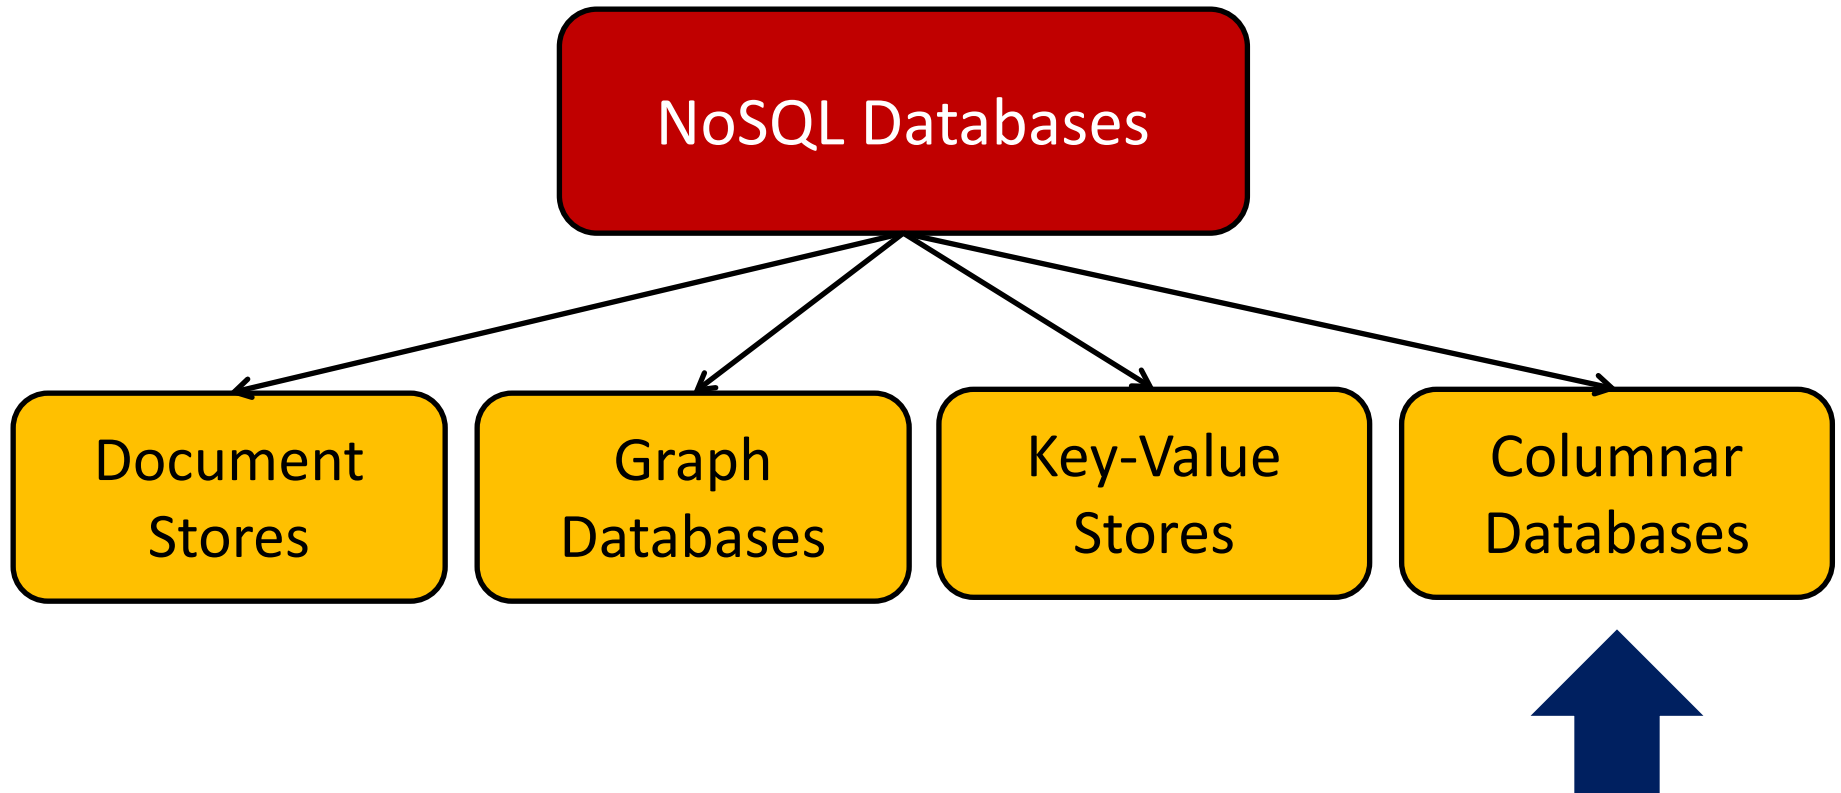 NoSQL Databases
Document
Stores
Graph
Databases
Key-Value
Stores
Columnar
Databases